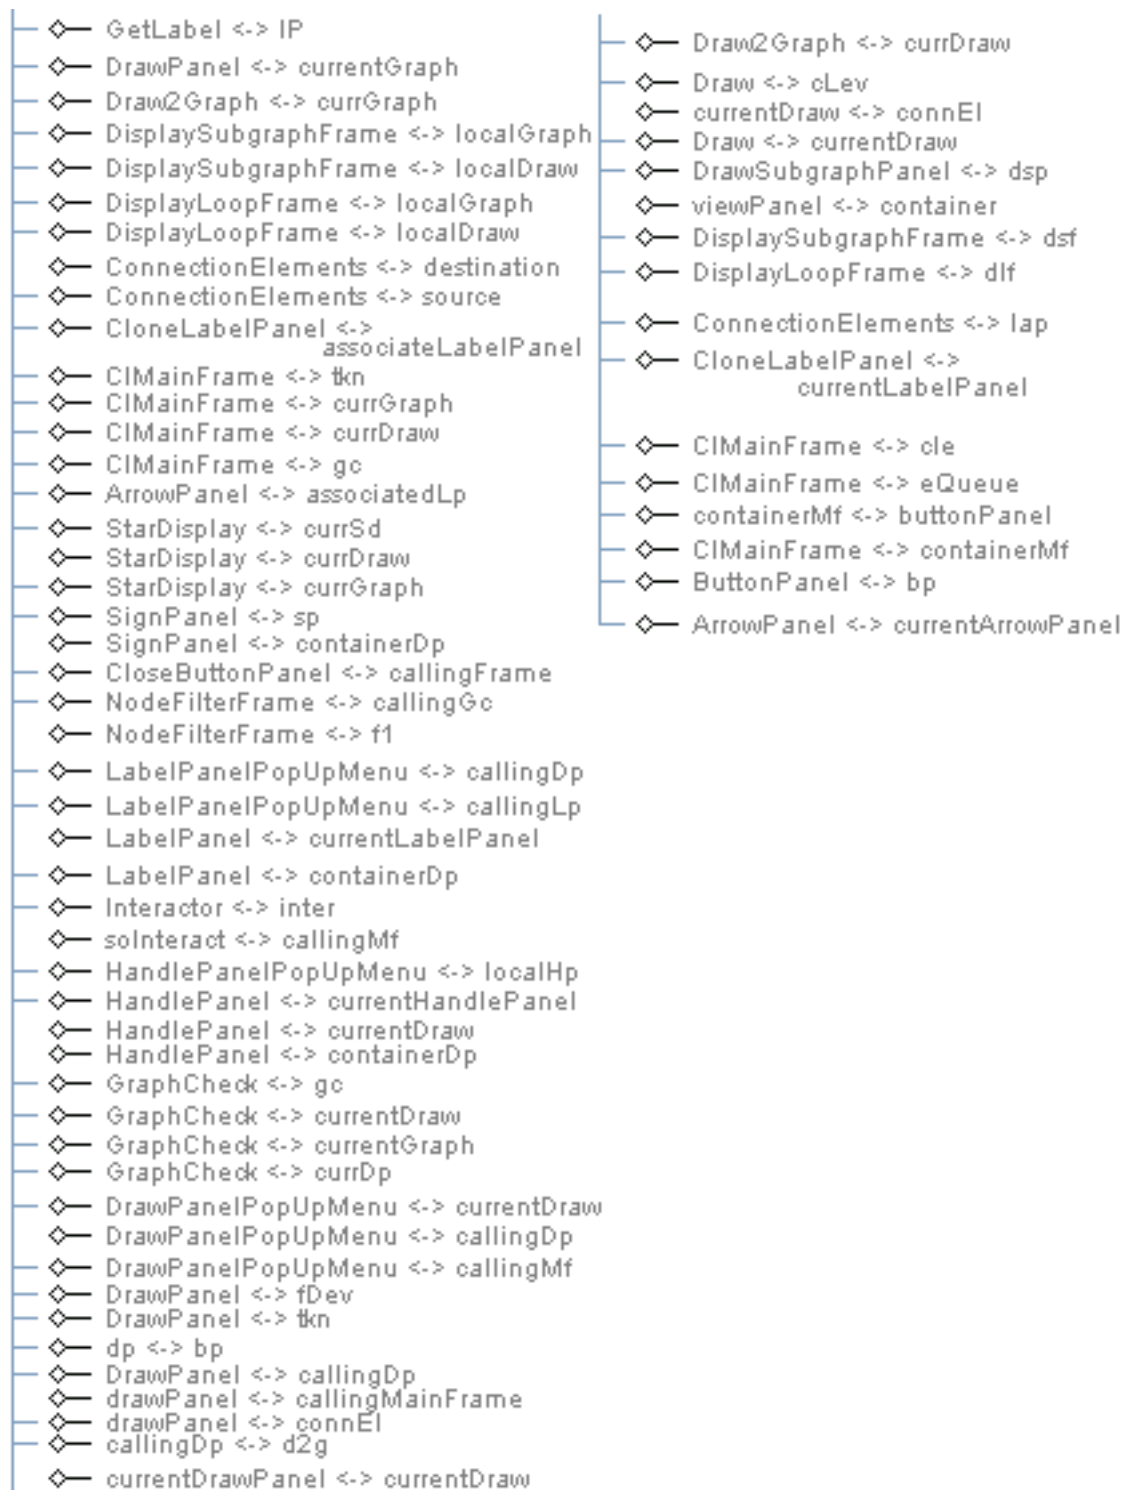 GetLabel <-> lP
DrawPanel <-> currentGraph
Draw2Graph <-> currGraph
DisplaySubgraphFrame <-> localGraph
DisplaySubgraphFrame <-> localDraw
DisplayLoopFrame <-> localGraph
DisplayLoopFrame <-> localDraw
ConnectionElements <-> destination
ConnectionElements <-> source
CloneLabelPanel <->
associateLabelPanel
ClMainFrame <-> tkn
ClMainFrame <-> currGraph
ClMainFrame <-> currDraw
ClMainFrame <-> gc
ArrowPanel <-> associatedLp
StarDisplay <-> currSd
StarDisplay <-> currDraw
StarDisplay <-> currGraph
SignPanel <-> sp
SignPanel <-> containerDp
CloseButtonPanel <-> callingFrame
NodeFilterFrame <-> callingGc
NodeFilterFrame <-> f1
LabelPanelPopUpMenu <-> callingDp
LabelPanelPopUpMenu <-> callingLp
LabelPanel <-> currentLabelPanel
LabelPanel <-> containerDp
Interactor <-> inter
soInteract <-> callingMf
HandlePanelPopUpMenu <-> localHp
HandlePanel <-> currentHandlePanel
HandlePanel <-> currentDraw
HandlePanel <-> containerDp
GraphCheck <-> gc
GraphCheck <-> currentDraw
GraphCheck <-> currentGraph
GraphCheck <-> currDp
DrawPanelPopUpMenu <-> currentDraw
DrawPanelPopUpMenu <-> callingDp
DrawPanelPopUpMenu <-> callingMf
DrawPanel <-> fDev
DrawPanel <-> tkn
dp <-> bp
DrawPanel <-> callingDp
drawPanel <-> callingMainFrame
drawPanel <-> connEl
callingDp <-> d2g
currentDrawPanel <-> currentDraw
Draw2Graph <-> currDraw
Draw <-> cLev
currentDraw <-> connEl
Draw <-> currentDraw
DrawSubgraphPanel <-> dsp
viewPanel <-> container
DisplaySubgraphFrame <-> dsf
DisplayLoopFrame <-> dlf
ConnectionElements <-> lap
CloneLabelPanel <->
currentLabelPanel
ClMainFrame <-> cle
ClMainFrame <-> eQueue
containerMf <-> buttonPanel
ClMainFrame <-> containerMf
ButtonPanel <-> bp
ArrowPanel <-> currentArrowPanel